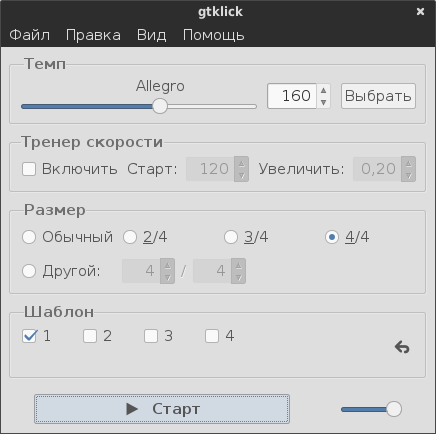 gtklick
Файл Правка Вид Помощь
Темп
Allegro
160 Выбрать
Тренер скорости
Включить Старт: 120 Увеличить: 0,20
Размер
Обычный 2/4 3/4 4/4
Другой: 4 / 4
Шаблон
1 2 3 4
Старт